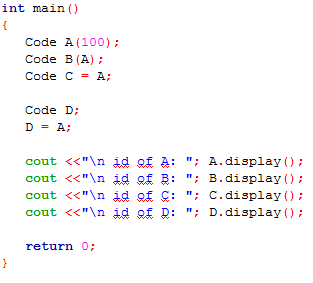 int main()
{
Code A(100);
Code B(A);
Code C = A;
Code D;
D = A;
cout <<"\n id of A: "; A.display();
cout <<"\n id of B: "; B.display();
cout <<"\n id of C: "; C.display();
cout <<"\n id of D: "; D.display();
return 0;
}